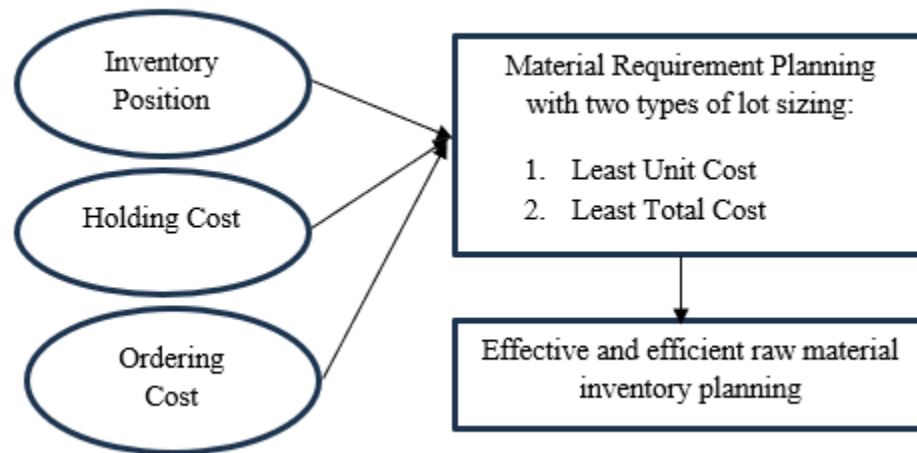 Inventory
Position
Holding Cost
Ordering
Cost
Material Requirement Planning
with two types of lot sizing:
1. Least Unit Cost
2. Least Total Cost
Effective and efficient raw material
inventory planning